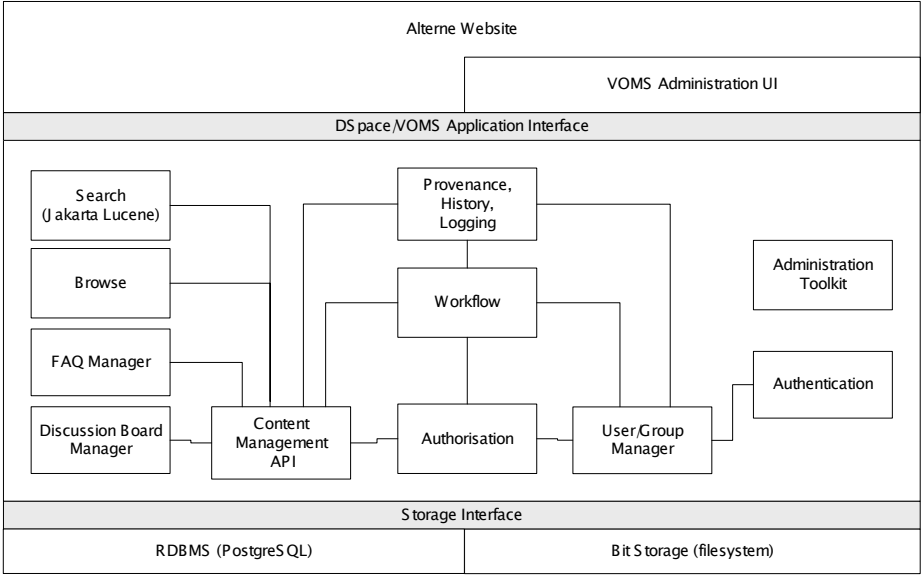 Alterne Website
VOMS Administration UI
DSpace/VOMS Application Interface
Search
(Jakarta Lucene)
Browse
FAQ Manager
Discussion Board
Manager
Content
Management
API
Provenance,
History,
Logging
Workflow
Authorisation
User/Group
Manager
Administration
Toolkit
Authentication
Storage Interface
RDBMS (PostgreSQL)
Bit Storage (filesystem)